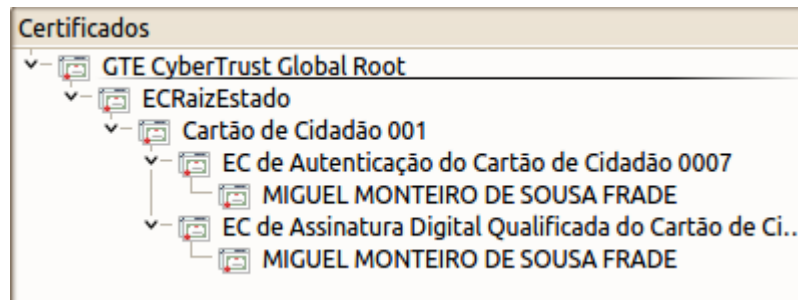 Certificados
GTE CyberTrust Global Root
ECRaizEstado
Cartão de Cidadão 001
EC de Autenticação do Cartão de Cidadão 0007
MIGUEL MONTEIRO DE SOUSA FRADE
EC de Assinatura Digital Qualificada do Cartão de Ci...
MIGUEL MONTEIRO DE SOUSA FRADE